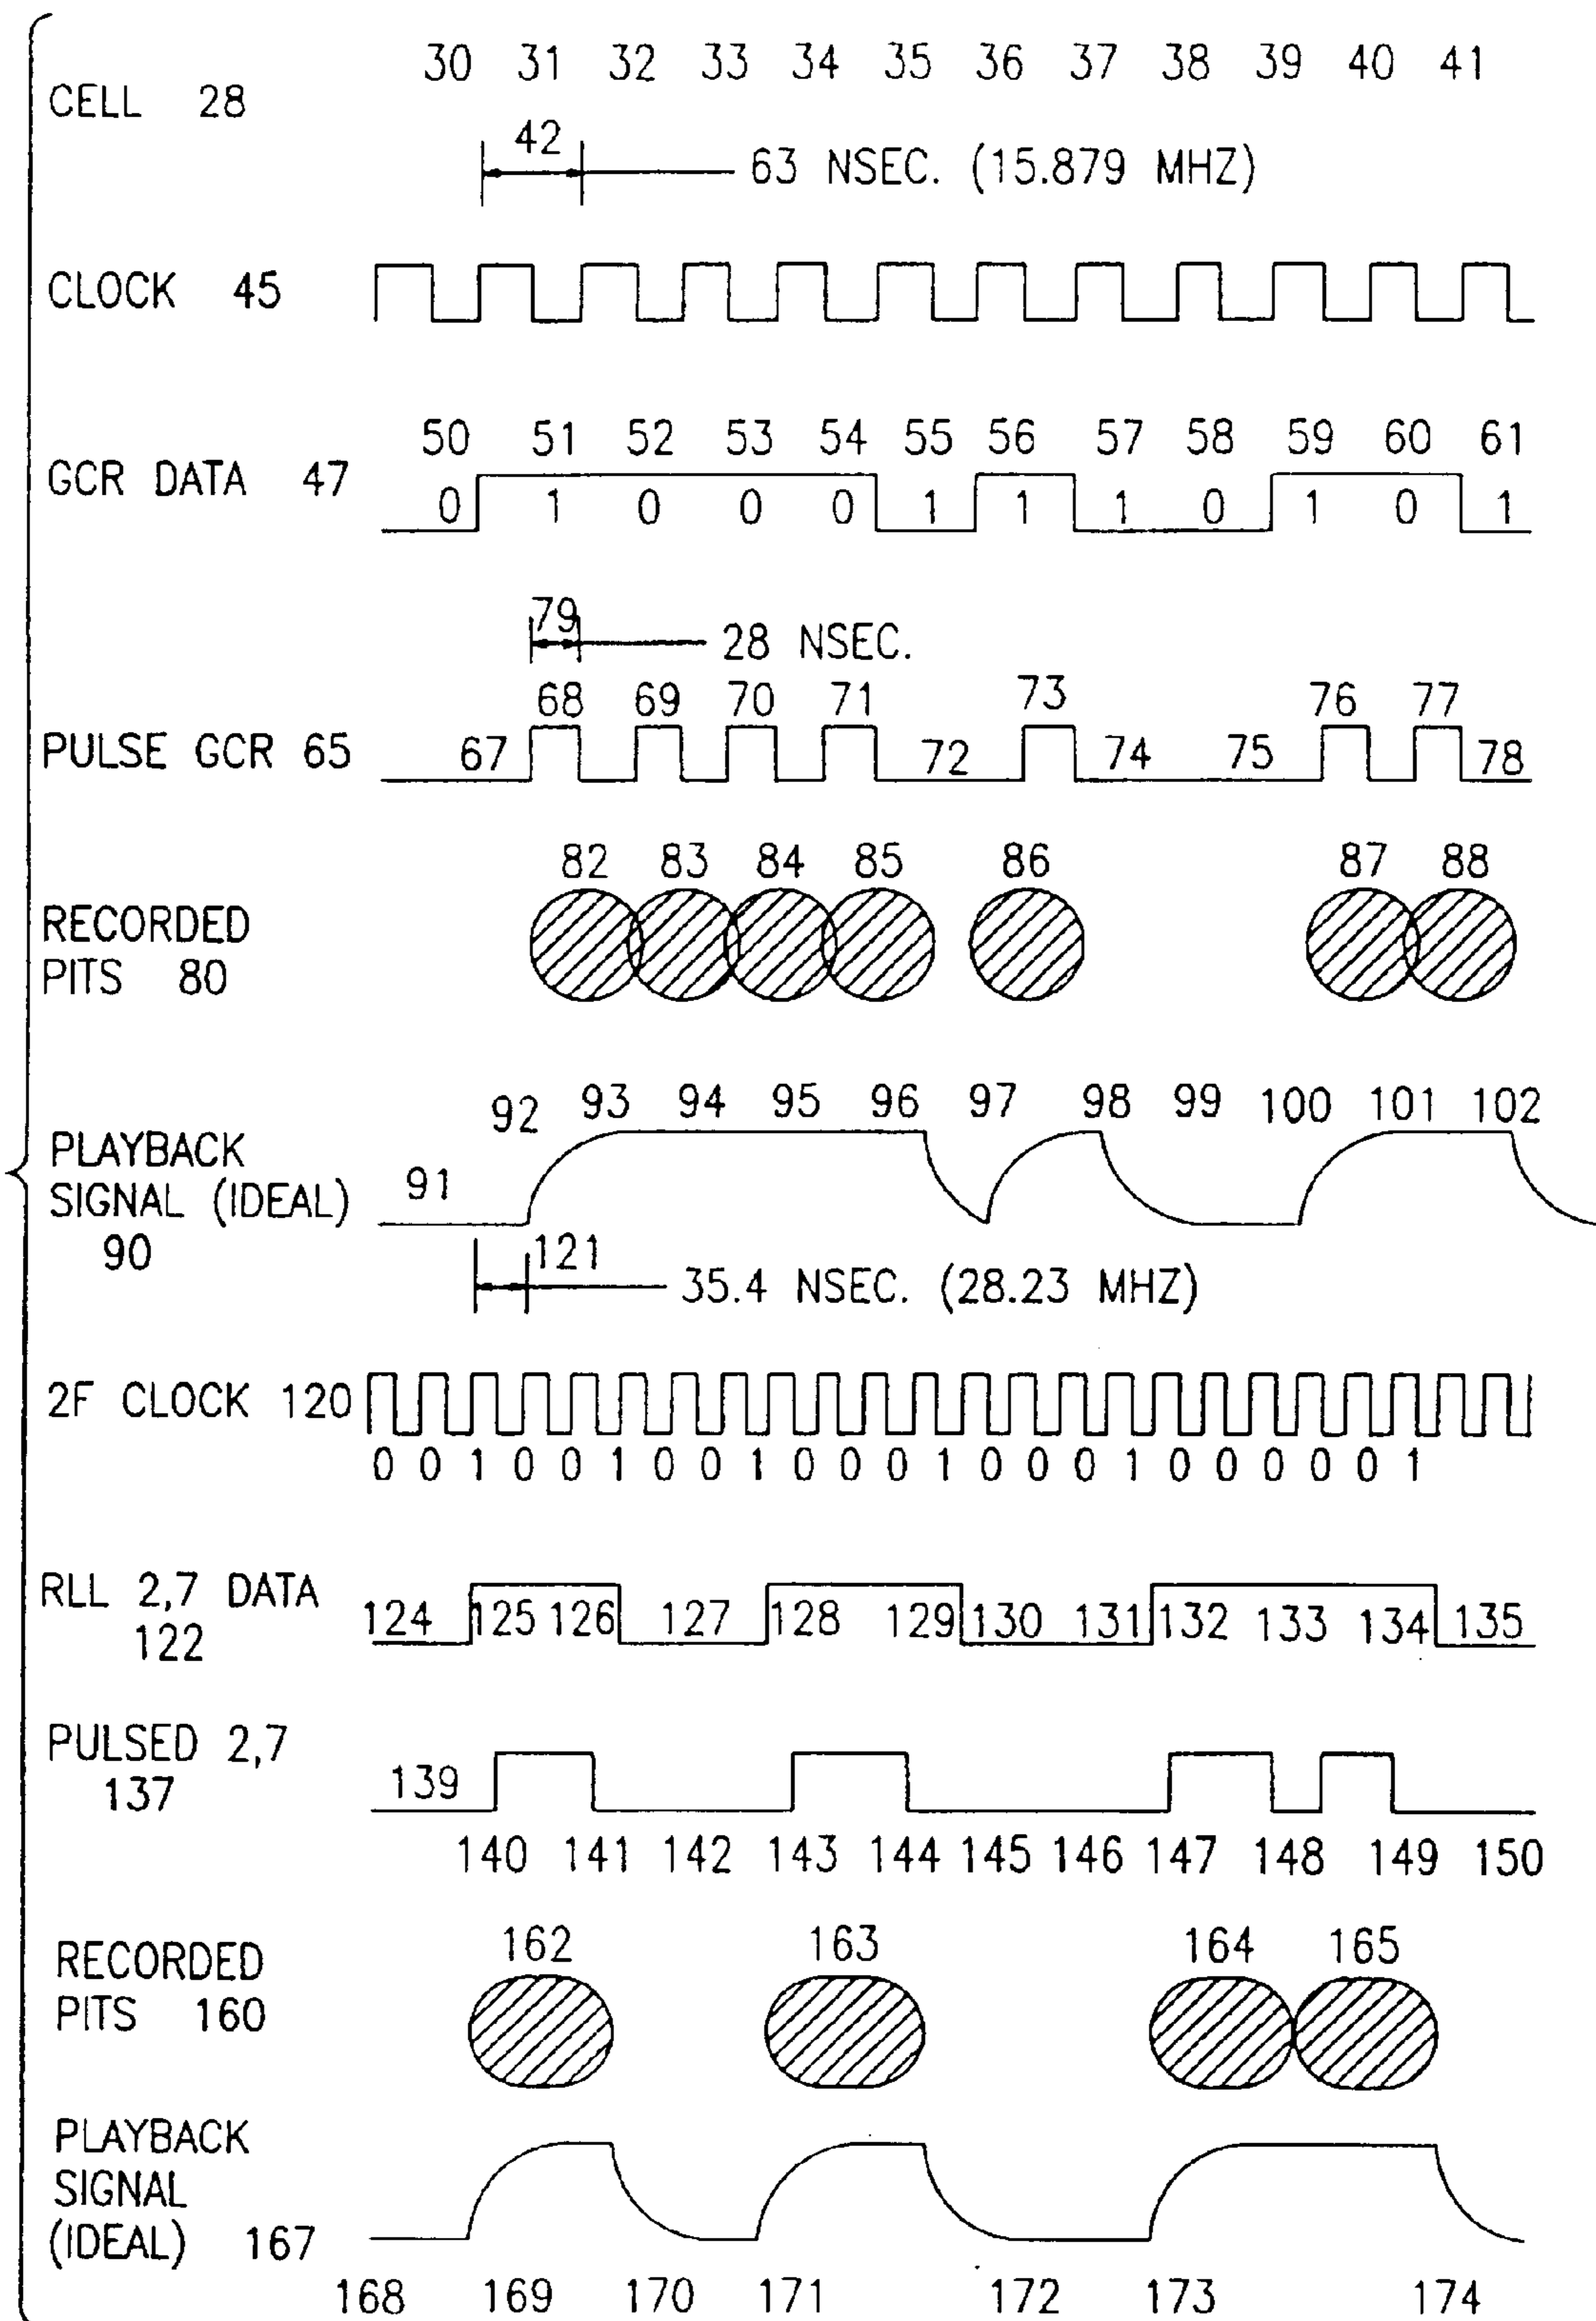 30 31 32 33 34 35 36 37 38 39 40 41
CELL 28
42
63 NSEC. (15.879 MHZ)
CLOCK 45
50 51 52 53 54 55 56 57 58 59 60 61
GCR DATA 47
0 1 0 0 0 1 1 1 0 1 0 1
79
28 NSEC.
68 69 70 71 73 76 77
PULSE GCR 65
67 72 74 75 78
82 83 84 85 86 87 88
RECORDED
PITS 80
92 93 94 95 96 97 98 99 100 101 102
PLAYBACK
SIGNAL (IDEAL)
90
91
121
35.4 NSEC. (28.23 MHZ)
2F CLOCK 120
0 0 1 0 0 1 0 0 1 0 0 0 1 0 0 0 1 0 0 0 0 0 1
RLL 2,7 DATA
122
124 125 126 127 128 129 130 131 132 133 134 135
PULSED 2,7
137
139
140 141 142 143 144 145 146 147 148 149 150
162 163 164 165
RECORDED
PITS 160
PLAYBACK
SIGNAL
(IDEAL) 167
168 169 170 171 172 173 174